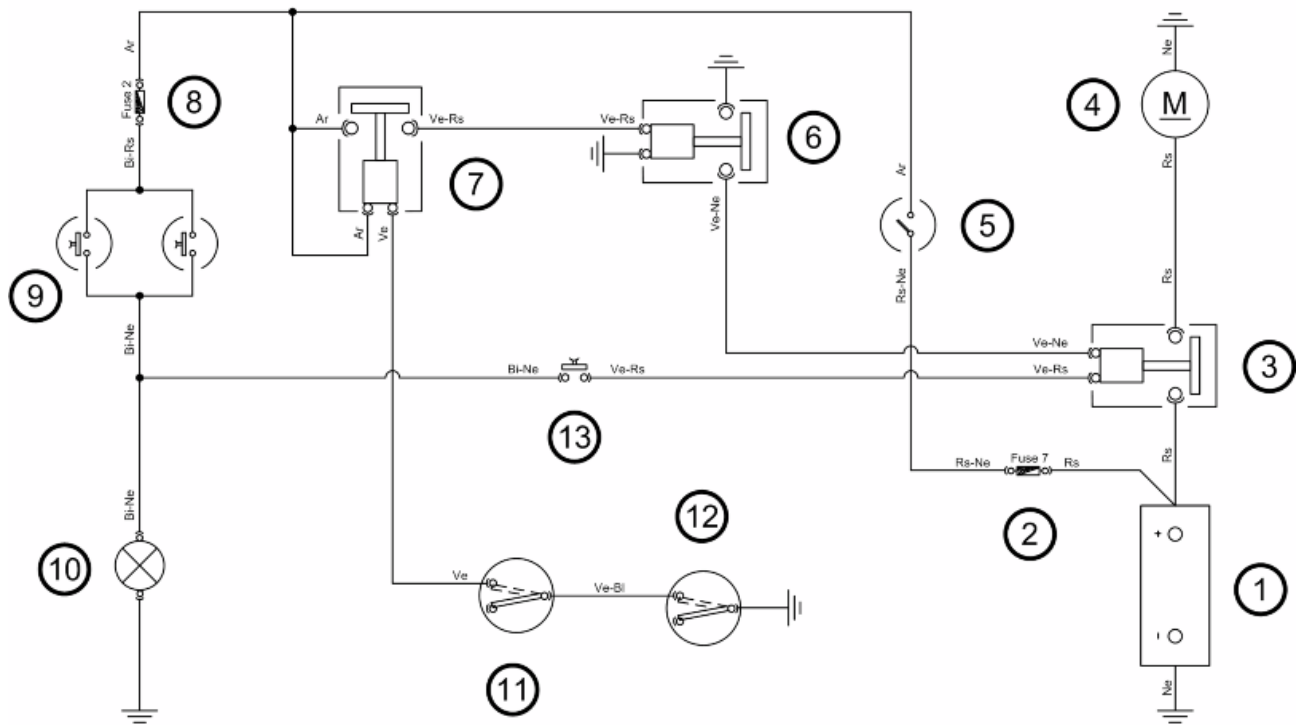 Ar
Fuse 2
8
Bi-Rs
9
Bi-Ne
Bi-Ne
10
Ar
Ve-Rs
7
Ar
Ve
Ve-Rs
6
Ve-Ne
Ar
5
Rs-Ne
Ne
4
M
Rs
Rs
Ve-Ne
3
Bi-Ne
Ve-Rs
Ve-Rs
13
Rs-Ne
Fuse 7
Rs
Rs
2
12
Ve
Ve-Bl
11
+
1
-
Ne